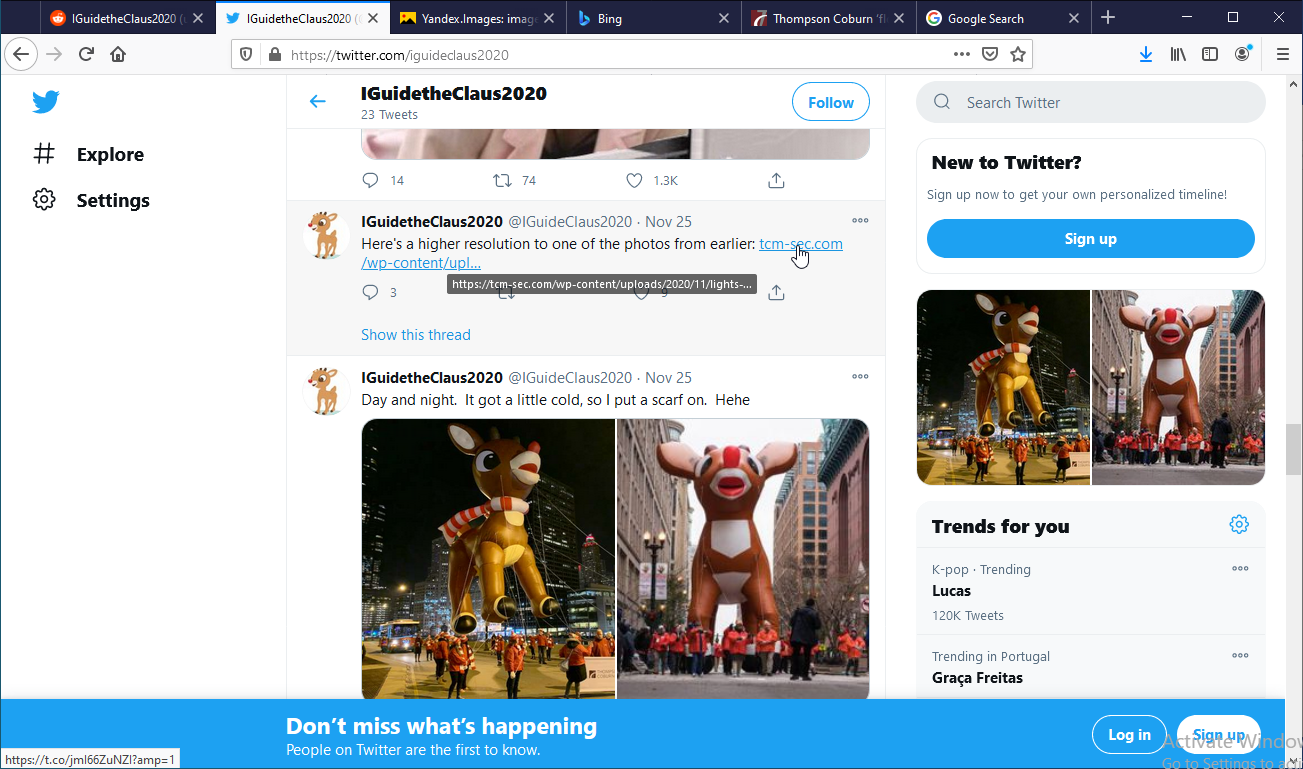 IGuidetheClaus2020 (
IGuidetheClaus2020 (
Yandex.Images: imag
Bing
Thompson Coburn 'fl
Google Search
https://twitter.com/iguideclaus2020
Explore
Settings
IGuidetheClaus2020
23 Tweets
Follow
14
74
1.3K
IGuidetheClaus2020 @IGuideClaus2020 · Nov 25
Here's a higher resolution to one of the photos from earlier: tcm-sec.com
/wp-content/upl…
https://tcm-sec.com/wp-content/uploads/2020/11/lights-...
3
9
Show this thread
IGuidetheClaus2020 @IGuideClaus2020 · Nov 25
Day and night. It got a little cold, so I put a scarf on. Hehe
Search Twitter
New to Twitter?
Sign up now to get your own personalized timeline!
Sign up
Trends for you
K-pop · Trending
Lucas
120K Tweets
Trending in Portugal
Graça Freitas
Don't miss what's happening
People on Twitter are the first to know.
Log in
Sign up
Activate Window
Go to Settings to acti
https://t.co/jmI66ZuNZl?amp=1